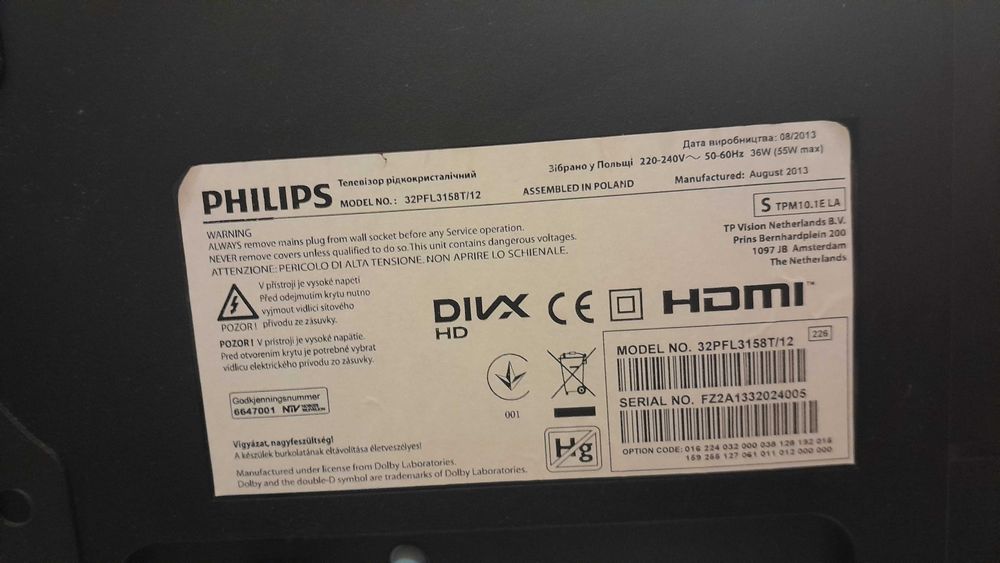 PHILIPS
Телевізор рідкокристалічний
MODEL NO.: 32PFL3158T/12
Зібрано у Польщі
ASSEMBLED IN POLAND
Дата виробництва: 08/2013
220-240V～ 50-60Hz 36W (55W max)
Manufactured: August 2013
S TPM10.1E LA
TP Vision Netherlands B.V.
Prins Bernhardplein 200
1097 JB Amsterdam
The Netherlands
WARNING
ALWAYS remove mains plug from wall socket before any Service operation.
NEVER remove covers unless qualified to do so. This unit contains dangerous voltages.
ATTENZIONE: PERICOLO DI ALTA TENSIONE. NON APRIRE LO SCHIENALE.
V přístroji je vysoké napětí
Před odejmutím krytu nutno
vyjmout vidlici síťového
POZOR! přívodu ze zásuvky.
POZOR! V prístroji je vysoké napätie.
Pred otvorením krytu je potrebné vybrat
vidlicu elektrického prívodu zo zásuvky.
DIVX
HD
CE
HDMI™
Godkjenningsnummer
6647001
001
Hg
226
MODEL NO. 32PFL3158T/12
SERIAL NO. FZ2A1332024005
OPTION CODE: 016 224 032 000 038 128 192 015
159 255 127 061 011 012 000 000
Vigyázat, nagyfeszültség!
A készülék burkolatának eltávolítása életveszélyes!
Manufactured under license from Dolby Laboratories.
Dolby and the double-D symbol are trademarks of Dolby Laboratories.